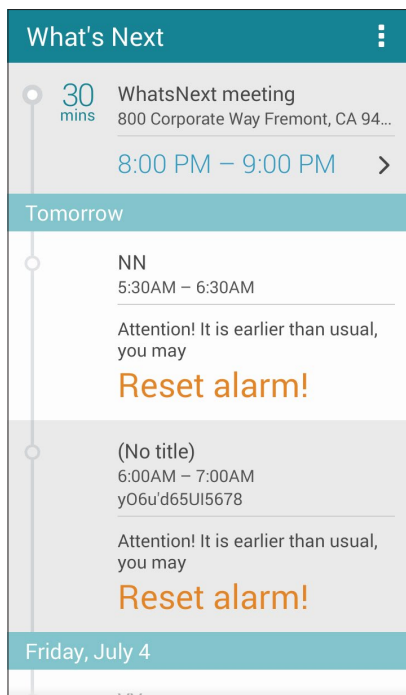 What's Next
30
mins
WhatsNext meeting
800 Corporate Way Fremont, CA 94...
8:00 PM – 9:00 PM
Tomorrow
NN
5:30AM – 6:30AM
Attention! It is earlier than usual,
you may
Reset alarm!
(No title)
6:00AM – 7:00AM
yO6u'd65UI5678
Attention! It is earlier than usual,
you may
Reset alarm!
Friday, July 4